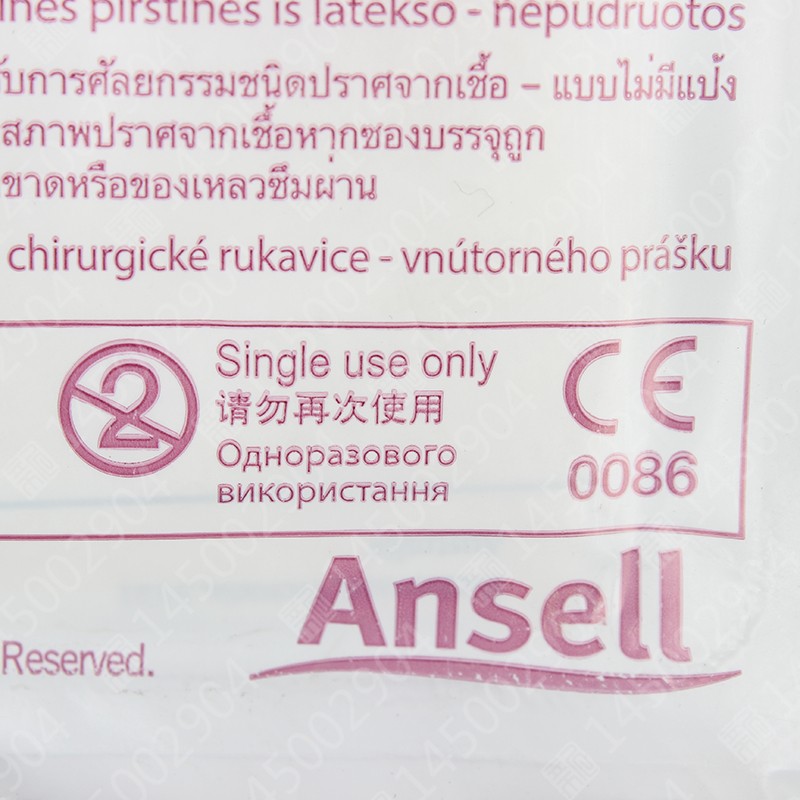 pirštinės iš latekso - nepudruotos
บการศัลยกรรมชนิดปราศจากเชื้อ – แบบไม่มีแป้ง
สภาพปราศจากเชื้อหากซองบรรจุถูก
ขาดหรือของเหลวซึมผ่าน
chirurgické rukavice - vnútorného prášku
2
Single use only
请勿再次使用
Одноразового
використання
CE
0086
Ansell
Reserved.